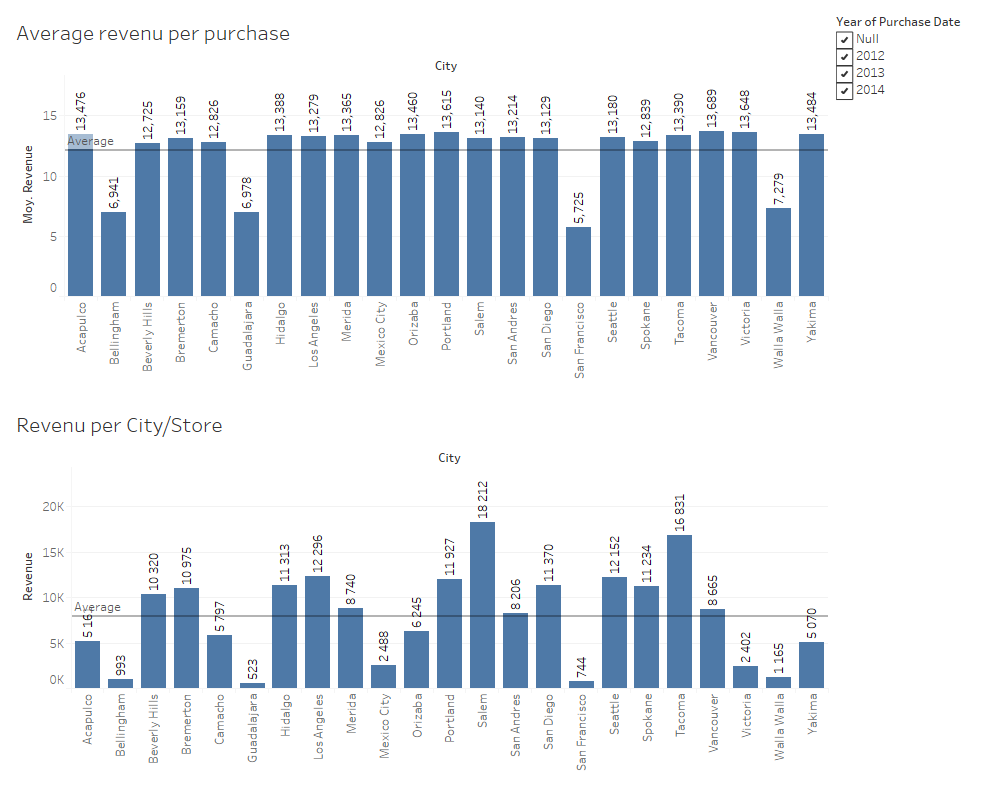 Average revenu per purchase
Year of Purchase Date
Null
2012
2013
2014
City
13,476
6,941
12,725
13,159
12,826
6,978
13,388
13,279
13,365
12,826
13,460
13,615
13,140
13,214
13,129
5,725
13,180
12,839
13,390
13,689
13,648
7,279
13,484
Average
Moy. Revenue
15
10
5
0
Acapulco
Bellingham
Beverly Hills
Bremerton
Camacho
Guadalajara
Hidalgo
Los Angeles
Merida
Mexico City
Orizaba
Portland
Salem
San Andres
San Diego
San Francisco
Seattle
Spokane
Tacoma
Vancouver
Victoria
Walla Walla
Yakima
Revenu per City/Store
City
993
10 320
10 975
5 797
523
11 313
12 296
8 740
2 488
6 245
11 927
18 212
8 206
11 370
744
12 152
11 234
16 831
8 665
2 402
1 165
5 070
Average
Revenue
20K
15K
10K
5K
0K
Acapulco
Bellingham
Beverly Hills
Bremerton
Camacho
Guadalajara
Hidalgo
Los Angeles
Merida
Mexico City
Orizaba
Portland
Salem
San Andres
San Diego
San Francisco
Seattle
Spokane
Tacoma
Vancouver
Victoria
Walla Walla
Yakima